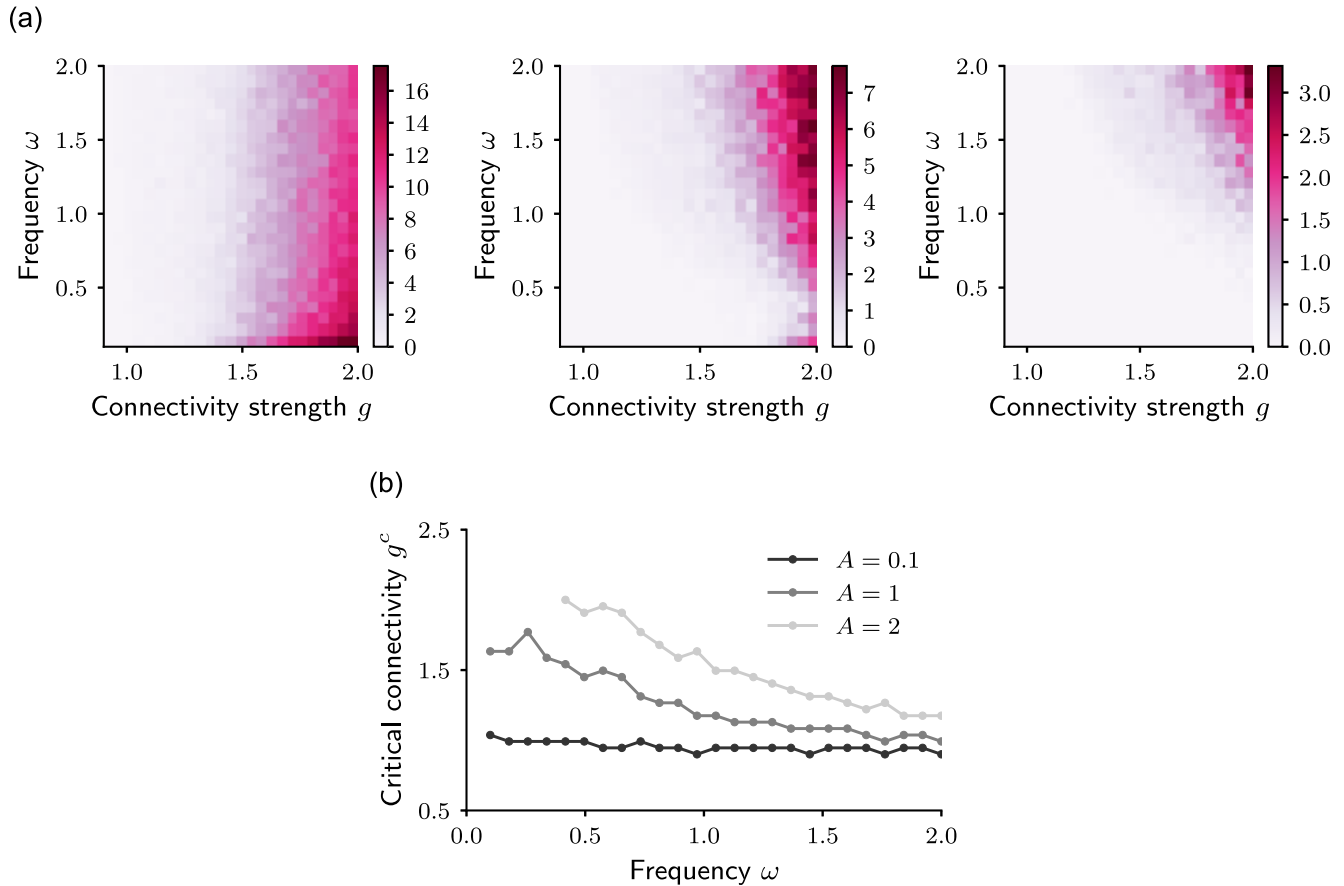 (a)
2.0
1.5
1.0
0.5
Frequency ω
1.0 1.5 2.0
Connectivity strength g
16
14
12
10
8
6
4
2
0
2.0
1.5
1.0
0.5
Frequency ω
1.0 1.5 2.0
Connectivity strength g
7
6
5
4
3
2
1
0
2.0
1.5
1.0
0.5
Frequency ω
1.0 1.5 2.0
Connectivity strength g
3.0
2.5
2.0
1.5
1.0
0.5
0.0
(b)
2.5
1.5
0.5
Critical connectivity gᶜ
A = 0.1
A = 1
A = 2
0.0 0.5 1.0 1.5 2.0
Frequency ω